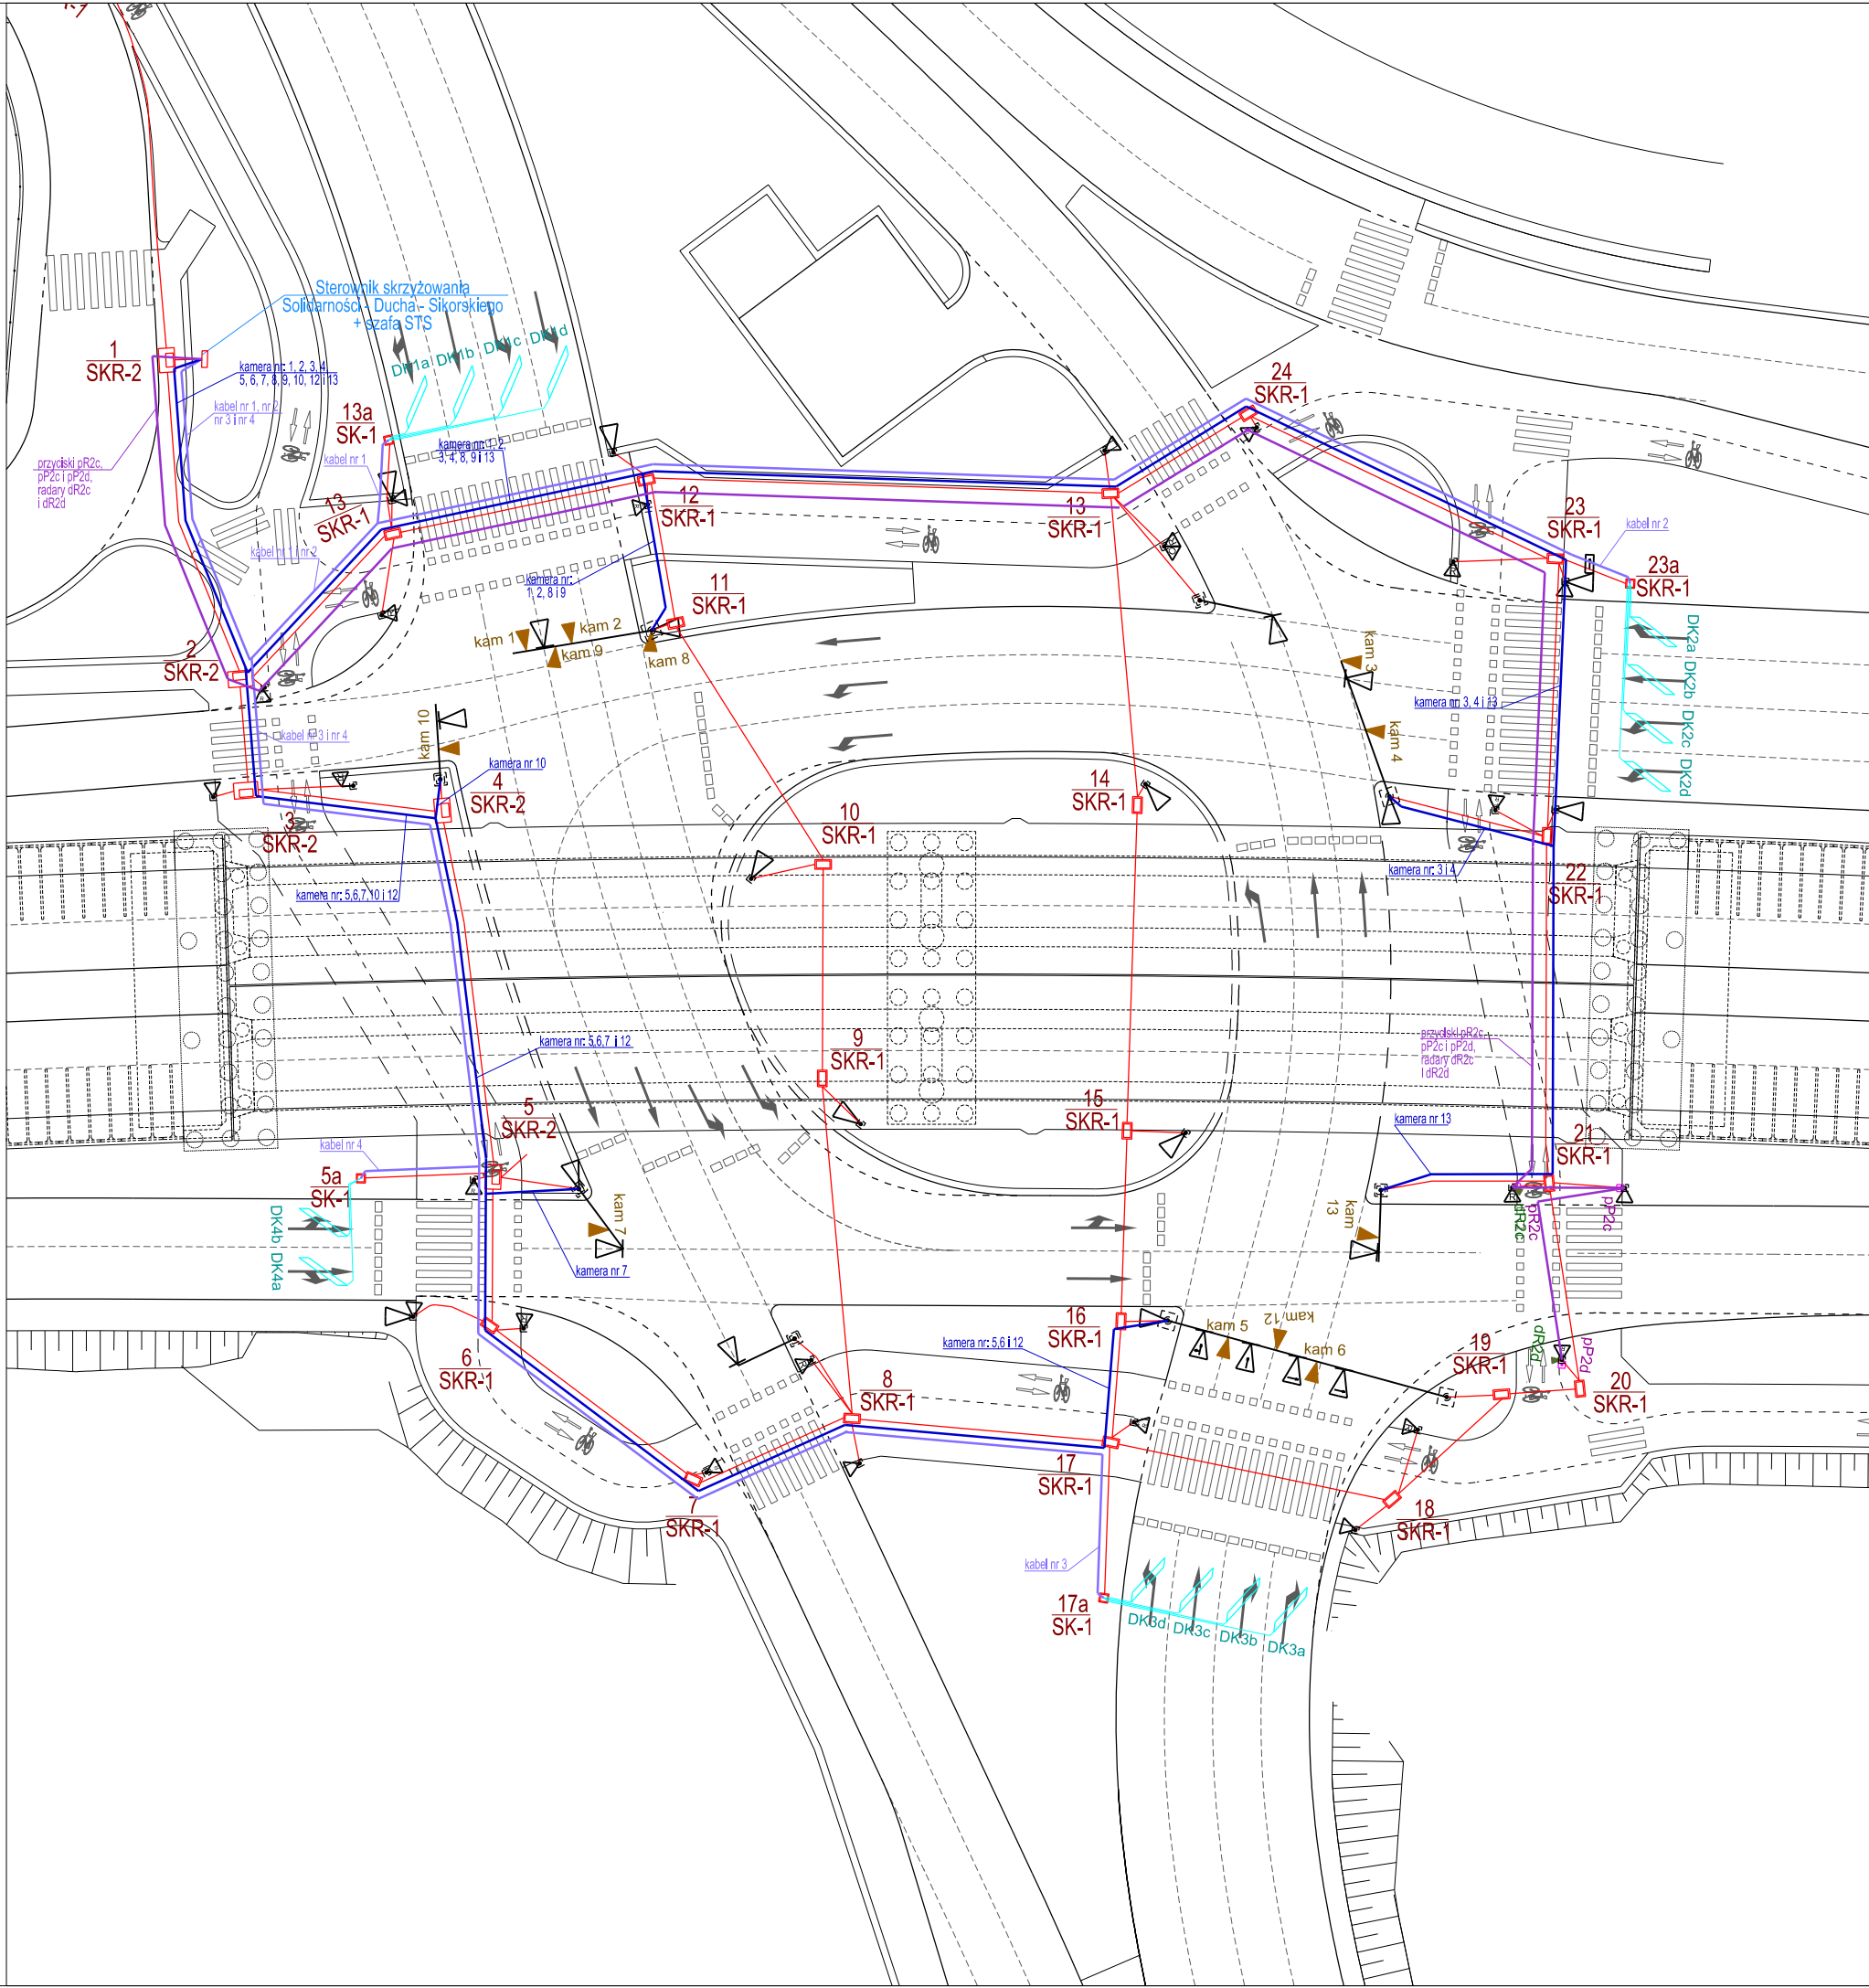 Sterownik skrzyżowania
Solidarności - Ducha - Sikorskiego
+ szafa STS
1
SKR-2
kamera nr: 1, 2, 3, 4,
5, 6, 7, 8, 9, 10, 12 i 13
kabel nr 1, nr 2
nr 3 i nr 4
DK1a
DK1b
DK1c
DK1d
24
SKR-1
13a
SK-1
kabel nr 1
kamera nr: 1, 2,
3, 4, 8, 9 i 13
przyciski pR2c,
pP2c i pP2d,
radary dR2c
i dR2d
13
SKR-1
12
SKR-1
13
SKR-1
23
SKR-1
kabel nr 2
kabel nr 1 i nr 2
kamera nr:
1, 2, 8 i 9
11
SKR-1
23a
SKR-1
kam 1
kam 2
kam 9
kam 8
kam 3
kam 4
2
SKR-2
DK2a
DK2b
DK2c
DK2d
kamera nr: 3, 4 i 13
kabel nr 3 i nr 4
kam 10
kamera nr 10
4
SKR-2
3
SKR-2
14
SKR-1
10
SKR-1
22
SKR-1
kamera nr: 3 i 4
kamera nr: 5,6,7,10 i 12
kamera nr: 5,6,7 i 12
9
SKR-1
przyciski pR2c,
pP2c i pP2d,
radary dR2c
i dR2d
5
SKR-2
15
SKR-1
kamera nr 13
21
SKR-1
kabel nr 4
5a
SK-1
kam 7
kam
13
dR2c
pR2c
pP2c
DK4b
DK4a
kamera nr 7
6
SKR-1
16
SKR-1
kamera nr: 5,6 i 12
kam 5
kam 12
kam 6
19
SKR-1
dR2d
pP2d
20
SKR-1
8
SKR-1
17
SKR-1
7
SKR-1
18
SKR-1
kabel nr 3
17a
SK-1
DK3d
DK3c
DK3b
DK3a